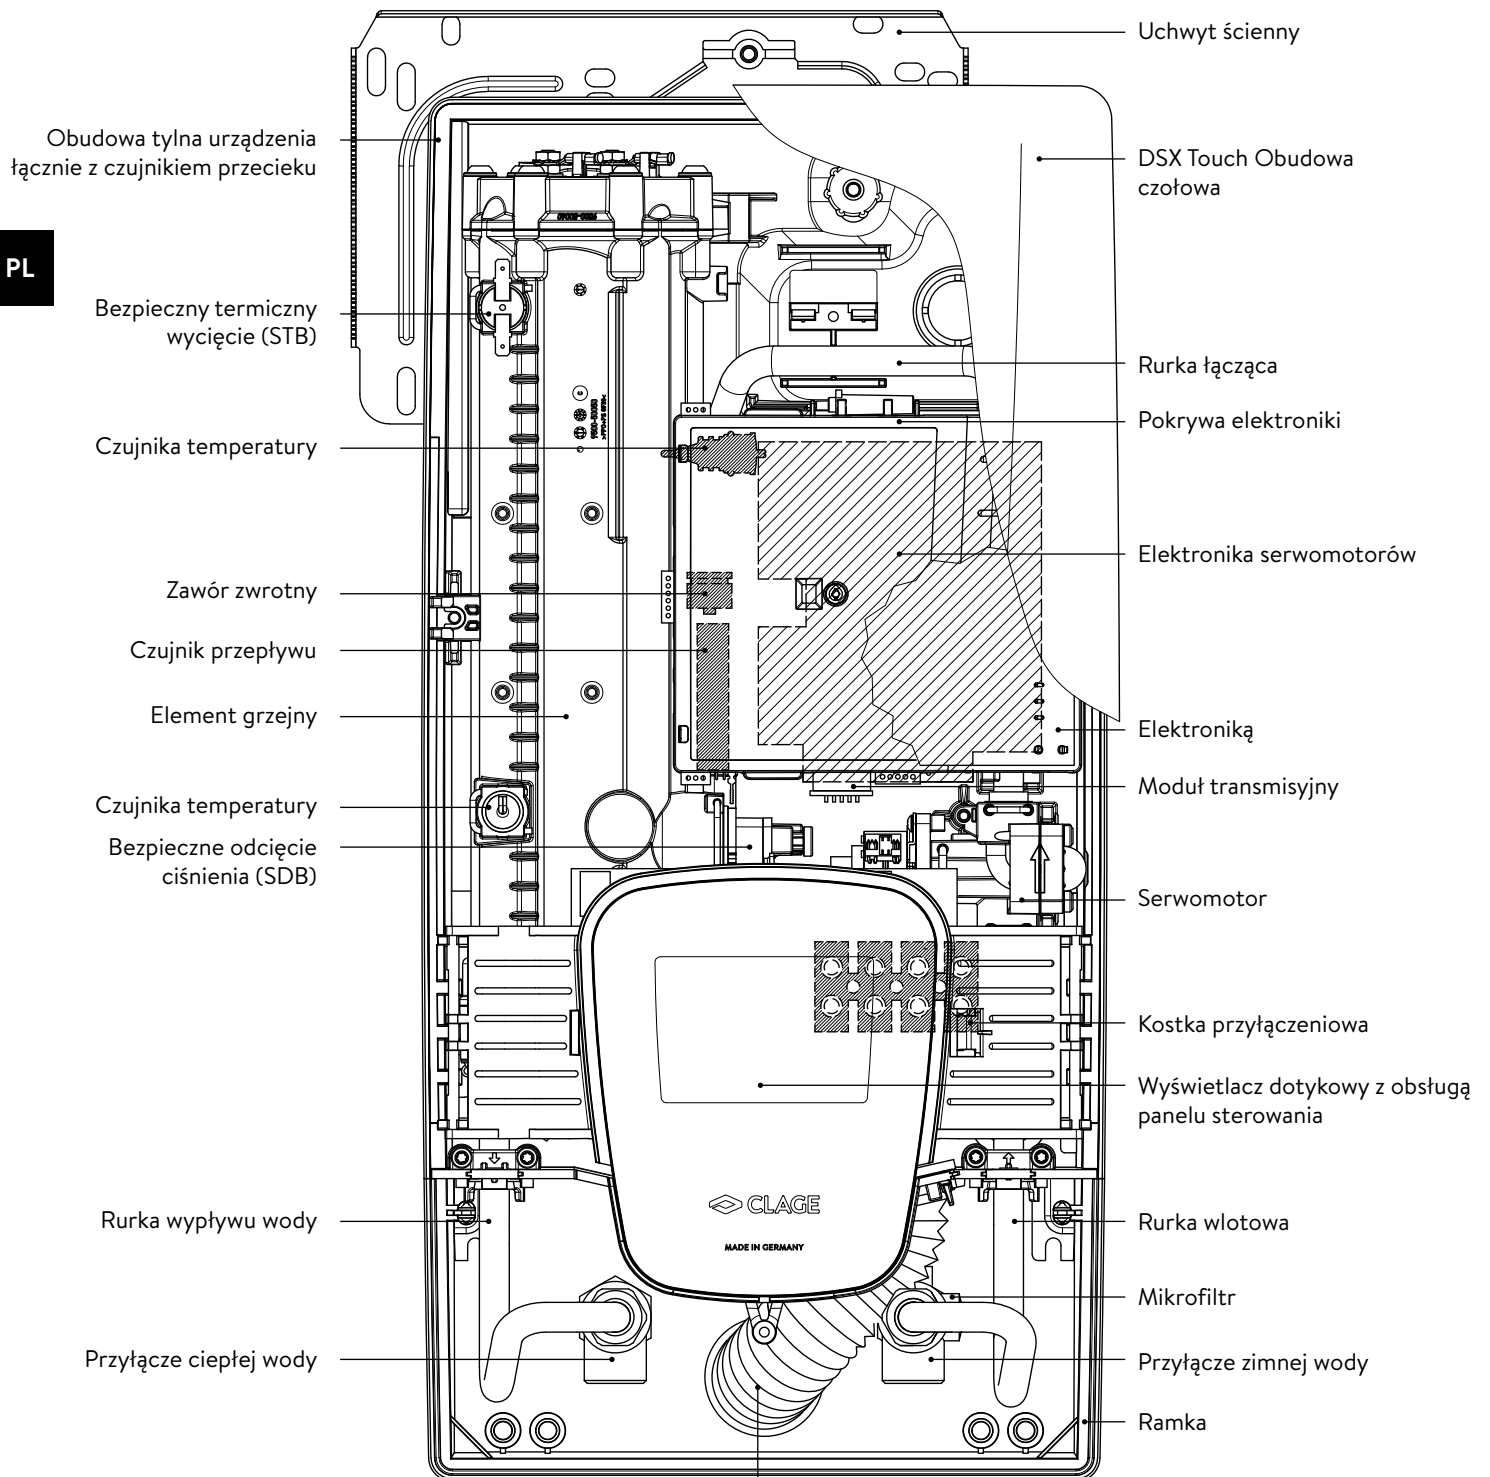 Uchwyt ścienny
Obudowa tylna urządzenia
łącznie z czujnikiem przecieku
DSX Touch Obudowa
czołowa
PL
Bezpieczny termiczny
wycięcie (STB)
Rurka łącząca
Pokrywa elektroniki
Czujnika temperatury
Elektronika serwomotorów
Zawór zwrotny
Czujnik przepływu
Element grzejny
Elektroniką
Moduł transmisyjny
Czujnika temperatury
Bezpieczne odcięcie
ciśnienia (SDB)
Serwomotor
Kostka przyłączeniowa
Wyświetlacz dotykowy z obsługą
panelu sterowania
CLAGE
MADE IN GERMANY
Rurka wypływu wody
Rurka wlotowa
Mikrofiltr
Przyłącze ciepłej wody
Przyłącze zimnej wody
Ramka